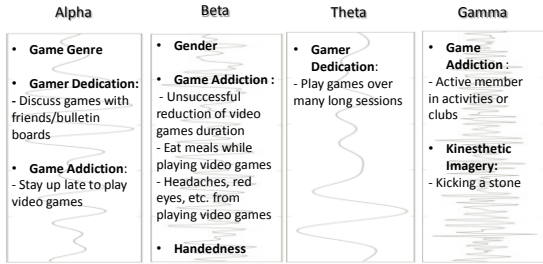 Alpha
• Game Genre
• Gamer Dedication:
- Discuss games with
friends/bulletin
boards
• Game Addiction:
- Stay up late to play
video games
Beta
• Gender
• Game Addiction :
- Unsuccessful
reduction of video
games duration
- Eat meals while
playing video games
- Headaches, red
eyes, etc. from
playing video games
• Handedness
Theta
• Gamer
Dedication:
- Play games over
many long sessions
Gamma
• Game
Addiction :
- Active member
in activities or
clubs
• Kinesthetic
Imagery:
- Kicking a stone